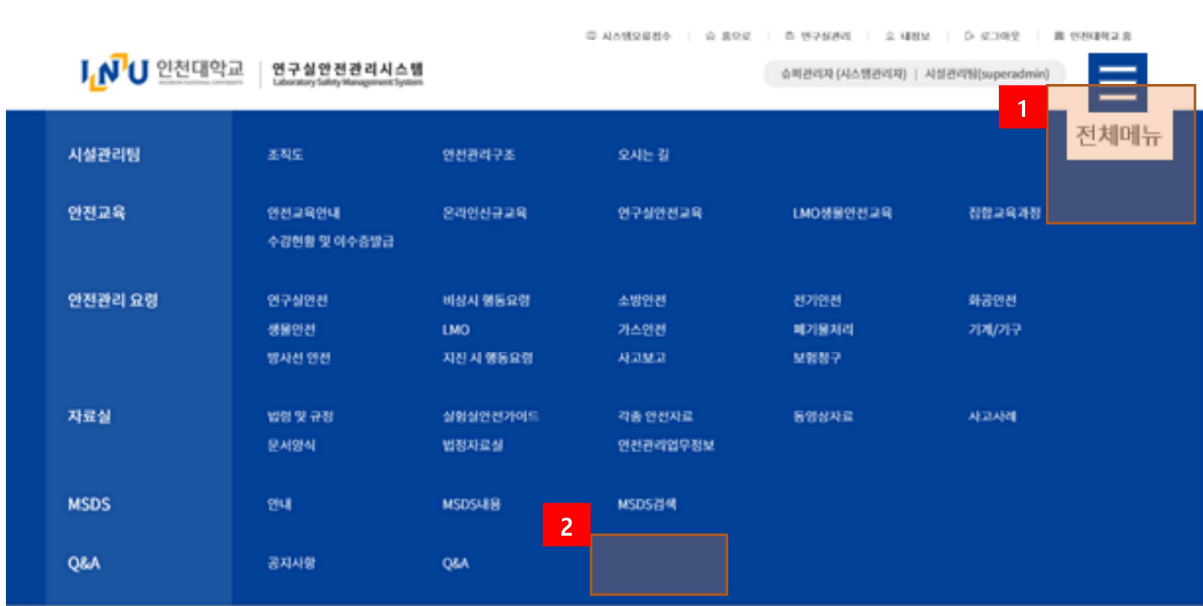 시스템오류접수 | 홈으로 | 연구실관리 | 내정보 | 로그아웃 | 인천대학교 홈
INU 인천대학교 | 연구실안전관리시스템
Laboratory Safety Management System
슈퍼관리자 (시스템관리자) | 시설관리팀(superadmin)
1
전체메뉴
시설관리팀 조직도 안전관리구조 오시는 길
안전교육 안전교육안내 온라인신규교육 연구실안전교육 LMO생물안전교육 집합교육과정
수강현황 및 이수증발급
안전관리 요령 연구실안전 비상시 행동요령 소방안전 전기안전 화공안전
생물안전 LMO 가스안전 폐기물처리 기계/기구
방사선 안전 지진 시 행동요령 사고보고 보험청구
자료실 법령 및 규정 실험실안전가이드 각종 안전자료 동영상자료 사고사례
문서양식 법정자료실 안전관리업무정보
MSDS 안내 MSDS내용 MSDS검색
2
Q&A 공지사항 Q&A